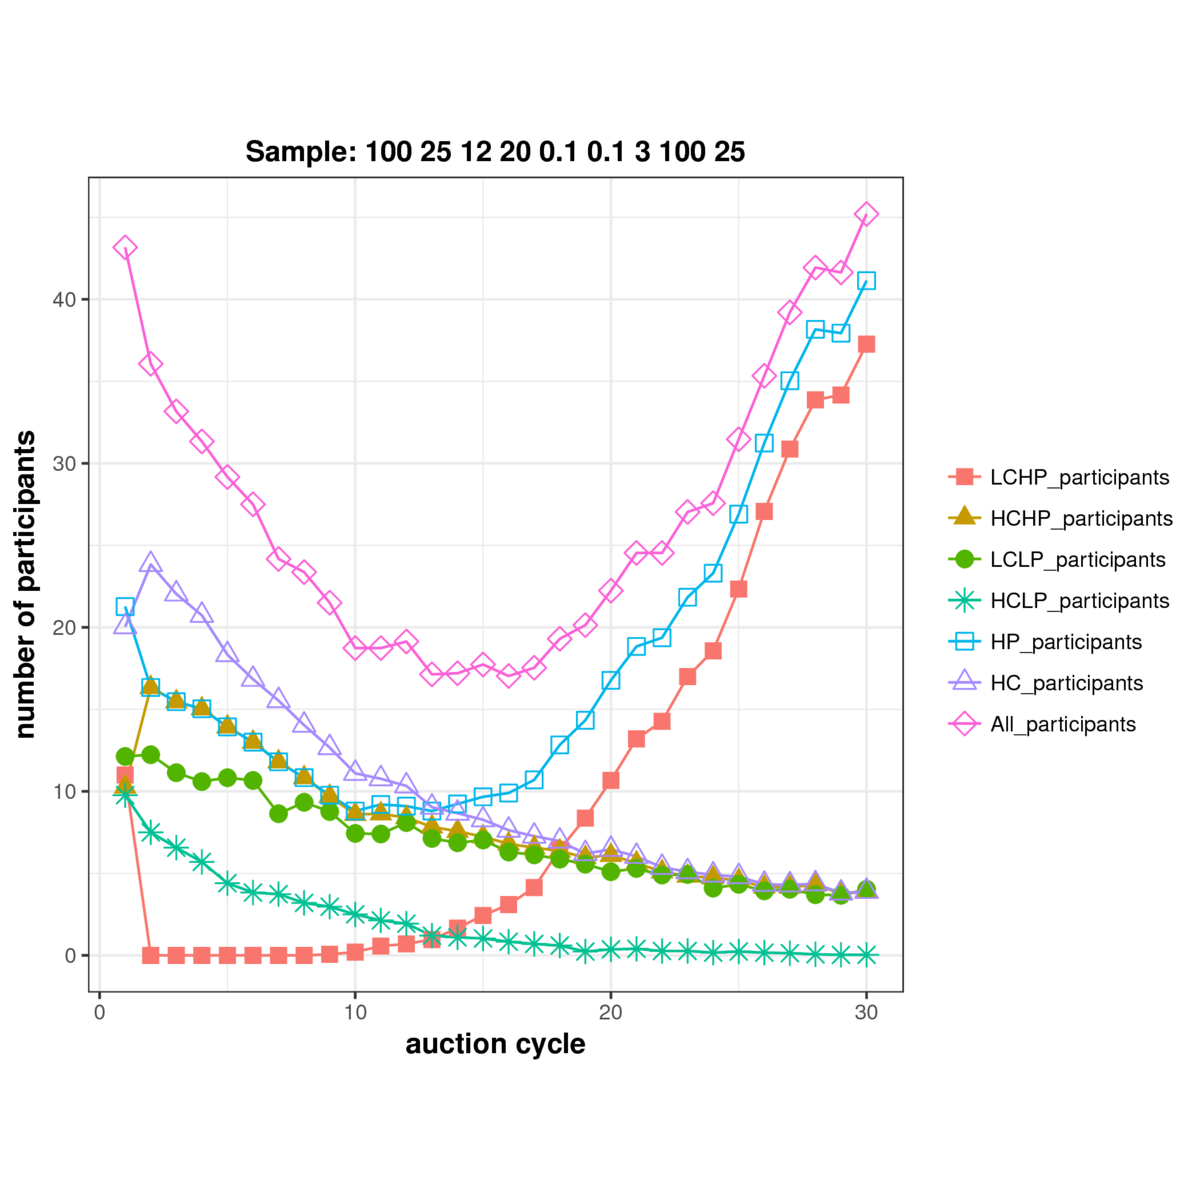 Sample: 100 25 12 20 0.1 0.1 3 100 25
number of participants
40
30
20
10
0
0 10 20 30
auction cycle
LCHP_participants
HCHP_participants
LCLP_participants
HCLP_participants
HP_participants
HC_participants
All_participants